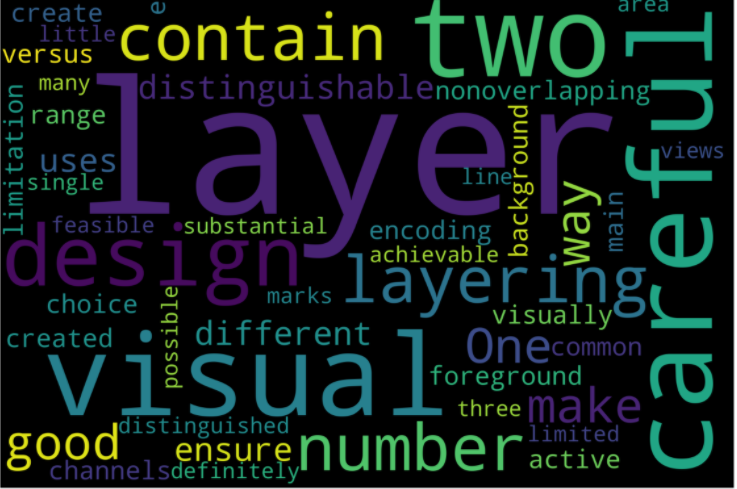 create
e
area
little
contain
two
careful
versus
many
distinguishable
nonoverlapping
layer
range
limitation
background
views
uses
line
single
way
main
feasible
substantial
encoding
design
achievable
layering
choice
possible
marks
visually
created
different
One
common
visual
foreground
three
make
distinguished
good
ensure
number
limited
channels
definitely
active